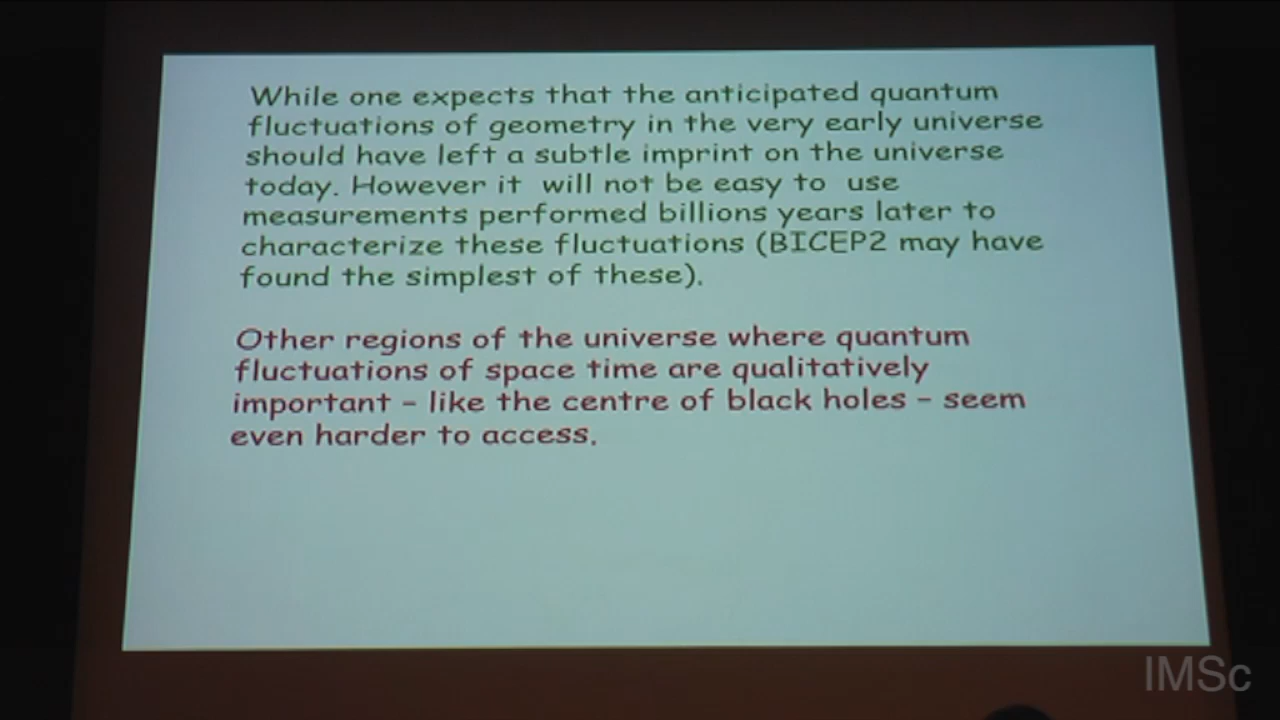 While one expects that the anticipated quantum
fluctuations of geometry in the very early universe
should have left a subtle imprint on the universe
today. However it will not be easy to use
measurements performed billions years later to
characterize these fluctuations (BICEP2 may have
found the simplest of these).
Other regions of the universe where quantum
fluctuations of space time are qualitatively
important – like the centre of black holes – seem
even harder to access.
IMSc